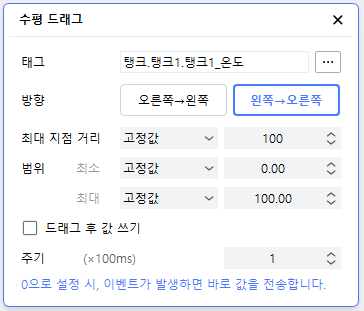 수평 드래그
태그 탱크.탱크1.탱크1_온도 ...
방향 오른쪽→왼쪽 왼쪽→오른쪽
최대 지점 거리 고정값 100
범위 최소 고정값 0.00
최대 고정값 100.00
드래그 후 값 쓰기
주기 (×100ms) 1
0으로 설정 시, 이벤트가 발생하면 바로 값을 전송합니다.